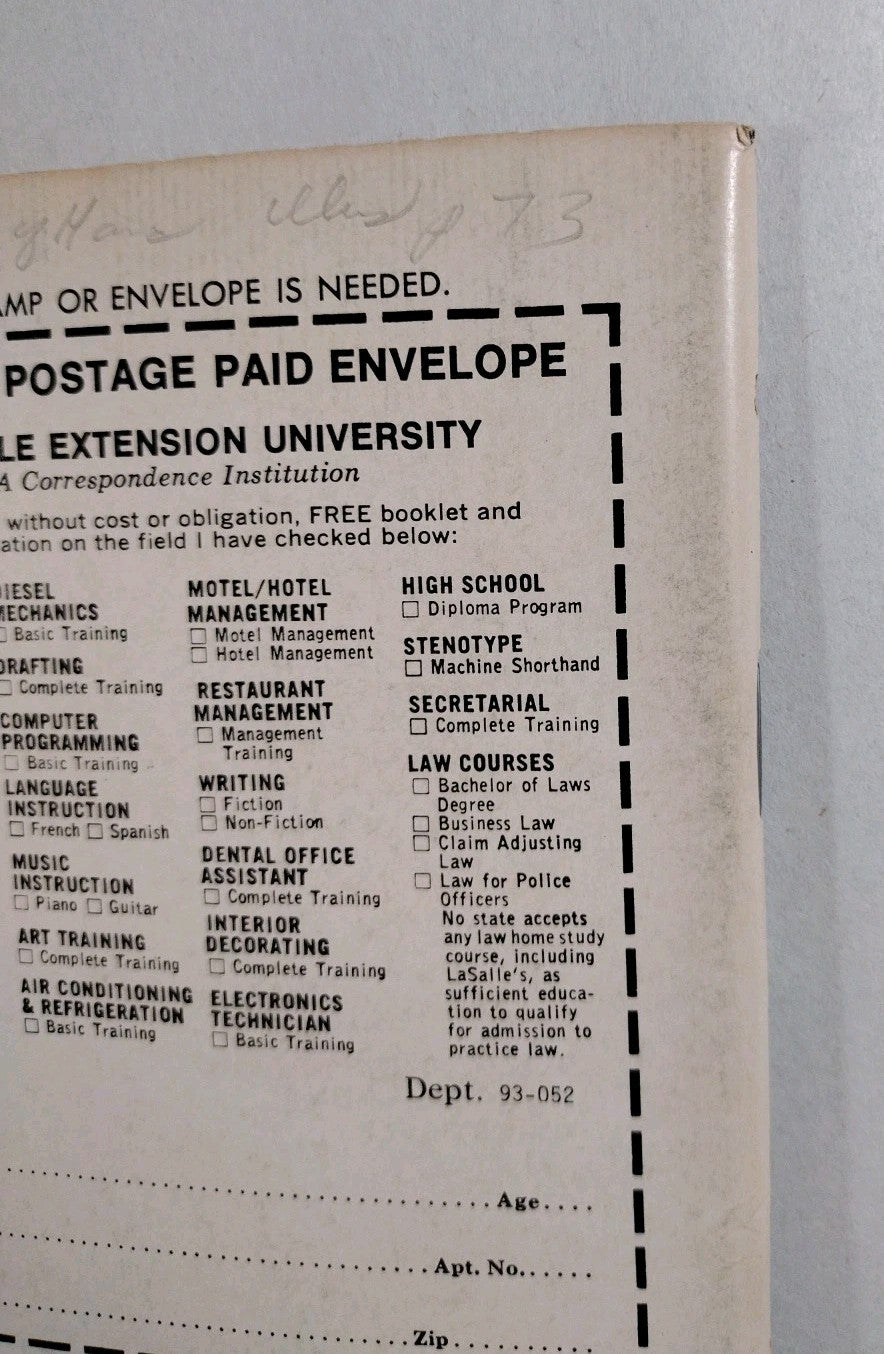 p 73
AMP OR ENVELOPE IS NEEDED.
POSTAGE PAID ENVELOPE
LE EXTENSION UNIVERSITY
A Correspondence Institution
without cost or obligation, FREE booklet and
ation on the field I have checked below:
DIESEL
MECHANICS
Basic Training
DRAFTING
Complete Training
COMPUTER
PROGRAMMING
Basic Training
LANGUAGE
INSTRUCTION
French Spanish
MUSIC
INSTRUCTION
Piano Guitar
ART TRAINING
Complete Training
AIR CONDITIONING
& REFRIGERATION
Basic Training
MOTEL/HOTEL
MANAGEMENT
Motel Management
Hotel Management
RESTAURANT
MANAGEMENT
Management
Training
WRITING
Fiction
Non-Fiction
DENTAL OFFICE
ASSISTANT
Complete Training
INTERIOR
DECORATING
Complete Training
ELECTRONICS
TECHNICIAN
Basic Training
HIGH SCHOOL
Diploma Program
STENOTYPE
Machine Shorthand
SECRETARIAL
Complete Training
LAW COURSES
Bachelor of Laws
Degree
Business Law
Claim Adjusting
Law
Law for Police
Officers
No state accepts
any law home study
course, including
LaSalle's, as
sufficient educa-
tion to qualify
for admission to
practice law.
Dept. 93-052
Age....
Apt. No......
Zip..........